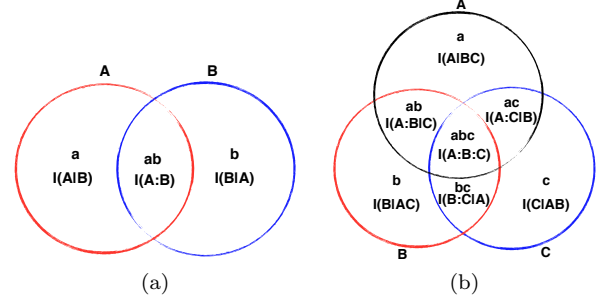 A B
a ab b
I(A|B) I(A:B) I(B|A)
(a)
A
a
I(A|BC)
ab ac
I(A:B|C) I(A:C|B)
abc
I(A:B:C)
b bc c
I(B|AC) I(B:C|A) I(C|AB)
B C
(b)